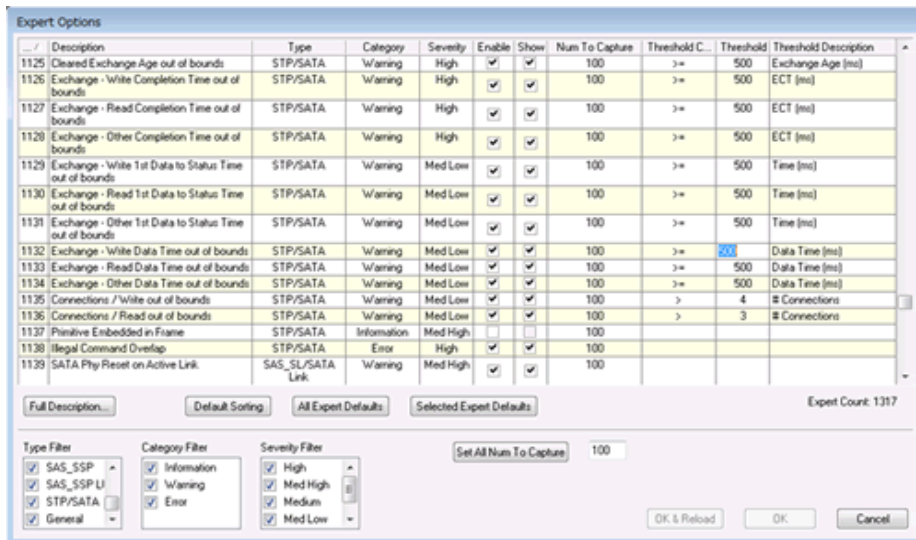 Expert Options
... / Description Type Category Severity Enable Show Num To Capture Threshold C... Threshold Threshold Description
1125 Cleared Exchange Age out of bounds STP/SATA Warning High 100 >= 500 Exchange Age (ms)
1126 Exchange - Write Completion Time out of bounds STP/SATA Warning High 100 >= 500 ECT (ms)
1127 Exchange - Read Completion Time out of bounds STP/SATA Warning High 100 >= 500 ECT (ms)
1128 Exchange - Other Completion Time out of bounds STP/SATA Warning High 100 >= 500 ECT (ms)
1129 Exchange - Write 1st Data to Status Time out of bounds STP/SATA Warning Med Low 100 >= 500 Time (ms)
1130 Exchange - Read 1st Data to Status Time out of bounds STP/SATA Warning Med Low 100 >= 500 Time (ms)
1131 Exchange - Other 1st Data to Status Time out of bounds STP/SATA Warning Med Low 100 >= 500 Time (ms)
1132 Exchange - Write Data Time out of bounds STP/SATA Warning Med Low 100 >= 500 Data Time (ms)
1133 Exchange - Read Data Time out of bounds STP/SATA Warning Med Low 100 >= 500 Data Time (ms)
1134 Exchange - Other Data Time out of bounds STP/SATA Warning Med Low 100 >= 500 Data Time (ms)
1135 Connections / Write out of bounds STP/SATA Warning Med Low 100 > 4 # Connections
1136 Connections / Read out of bounds STP/SATA Warning Med Low 100 > 3 # Connections
1137 Primitive Embedded in Frame STP/SATA Information Med High 100
1138 Illegal Command Overlap STP/SATA Error High 100
1139 SATA Phy Reset on Active Link SAS_SL/SATA Link Warning Med High 100
Full Description... Default Sorting All Expert Defaults Selected Expert Defaults Expert Count: 1317
Type Filter Category Filter Severity Filter Set All Num To Capture 100
SAS_SSP Information High
SAS_SSP LI Warning Med High
STP/SATA Error Medium
General Med Low
OK & Reload OK Cancel